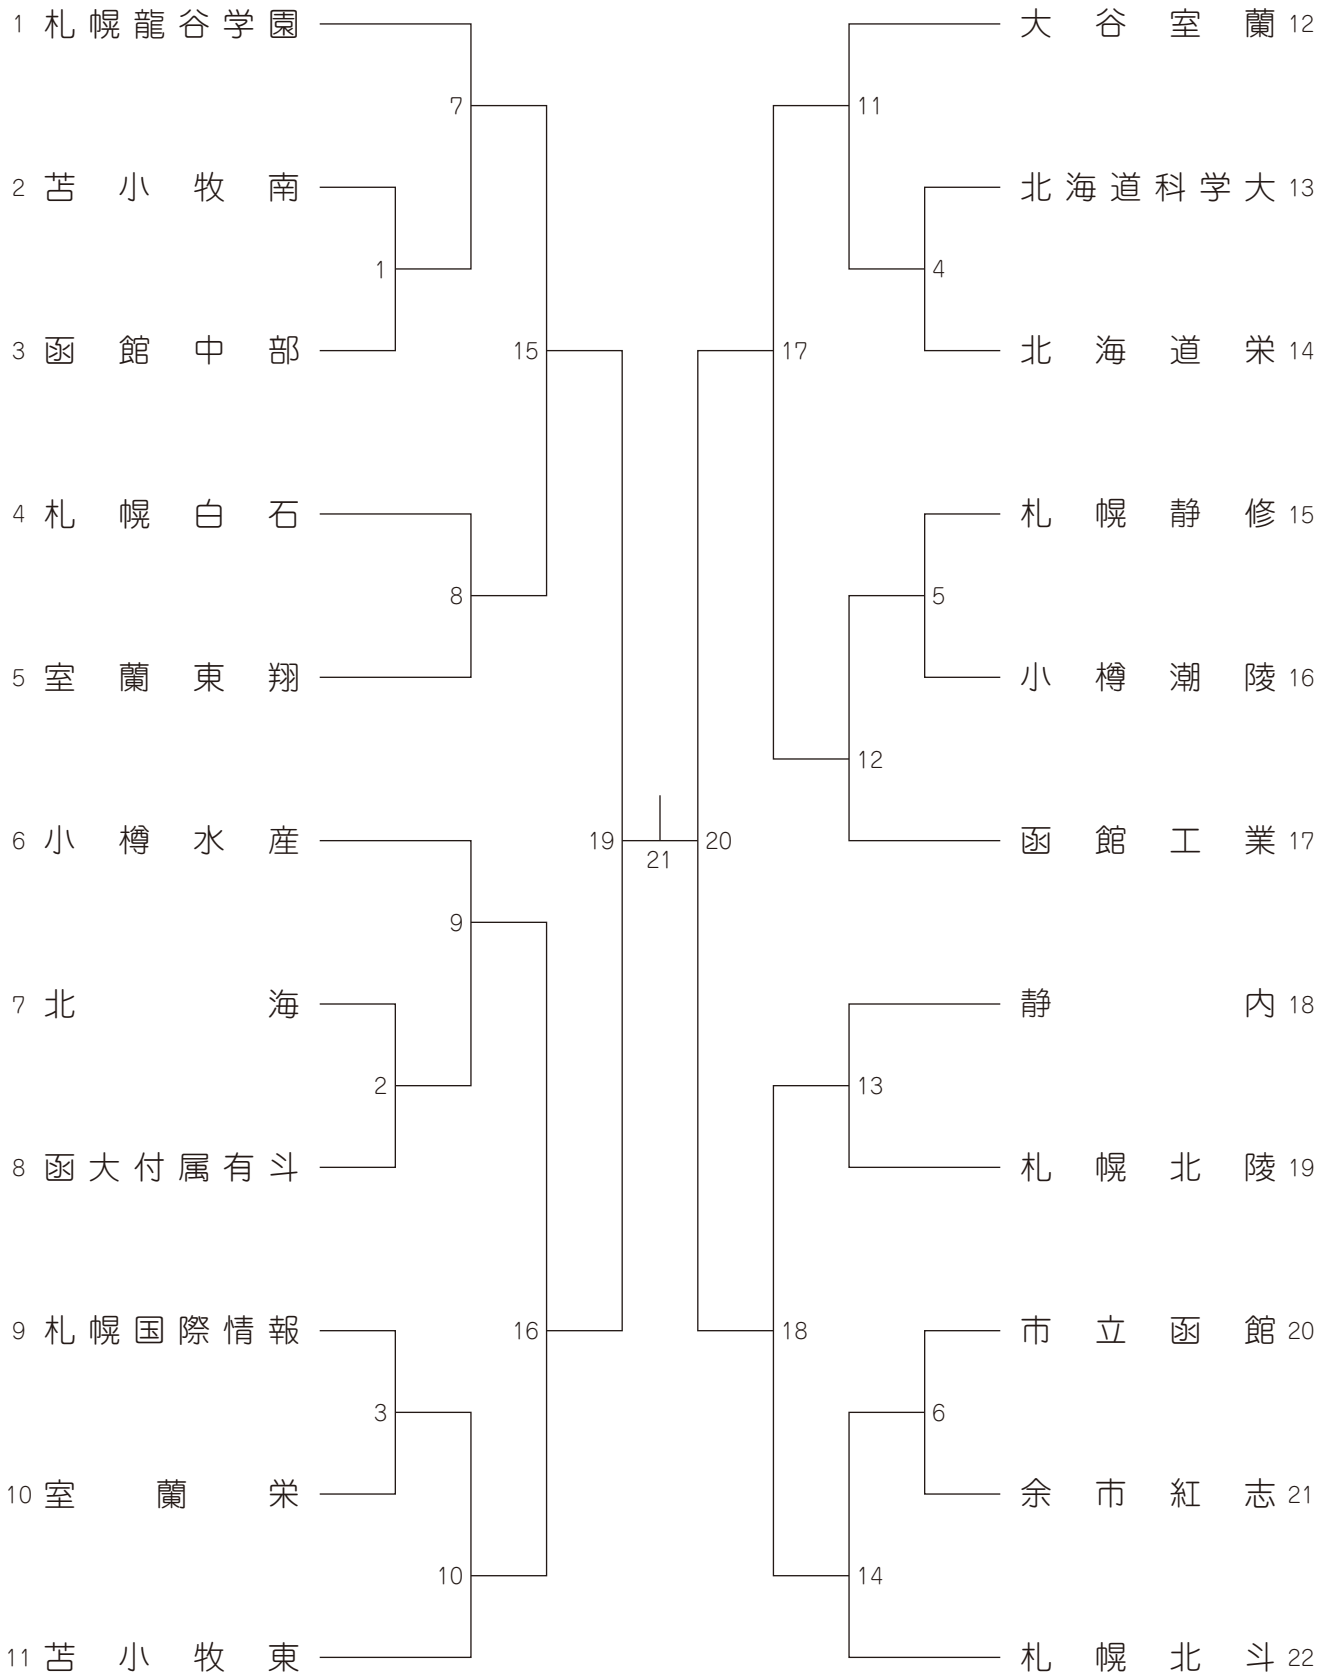 1 札幌龍谷学園
7
2 苫小牧南
1
3 函館中部
15
4 札幌白石
8
5 室蘭東翔
6 小樽水産
19
9
7 北海
2
8 函大付属有斗
9 札幌国際情報
16
3
10 室蘭栄
10
11 苫小牧東
21
大谷室蘭 12
11
北海道科学大 13
4
北海道栄 14
17
札幌静修 15
5
小樽潮陵 16
12
函館工業 17
20
静内 18
13
札幌北陵 19
市立函館 20
18
6
余市紅志 21
14
札幌北斗 22